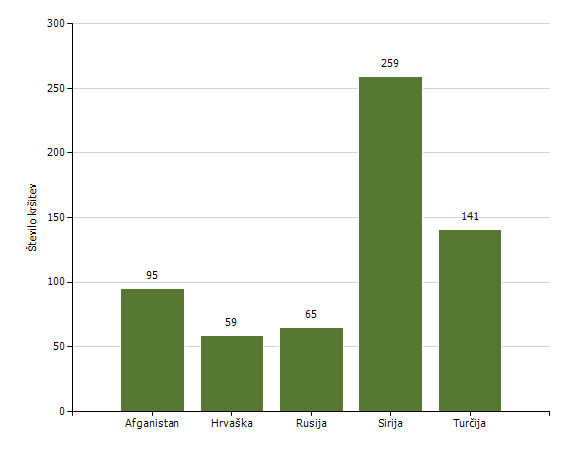 300
250
200
150
100
50
0
Število kršitev
95
59
65
259
141
Afganistan
Hrvaška
Rusija
Sirija
Turčija